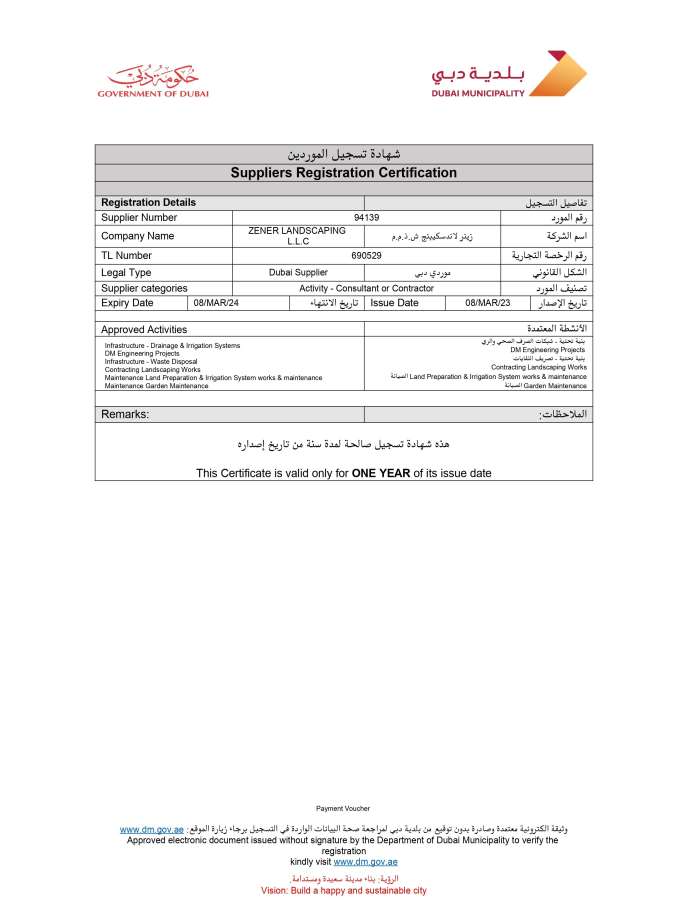 حكومة دبي
GOVERNMENT OF DUBAI
بلدية دبي
DUBAI MUNICIPALITY
شهادة تسجيل الموردين
Suppliers Registration Certification
Registration Details تفاصيل التسجيل
Supplier Number 94139 رقم المورد
Company Name ZENER LANDSCAPING L.L.C زينر لاندسكيبينج ش.ذ.م.م اسم الشركة
TL Number 690529 رقم الرخصة التجارية
Legal Type Dubai Supplier موردي دبي الشكل القانوني
Supplier categories Activity - Consultant or Contractor تصنيف المورد
Expiry Date 08/MAR/24 تاريخ الانتهاء Issue Date 08/MAR/23 تاريخ الإصدار
Approved Activities الأنشطة المعتمدة
Infrastructure - Drainage & Irrigation Systems
DM Engineering Projects
Infrastructure - Waste Disposal
Contracting Landscaping Works
Maintenance Land Preparation & Irrigation System works & maintenance
Maintenance Garden Maintenance
بنية تحتية - شبكات الصرف الصحي والري
DM Engineering Projects
بنية تحتية - تصريف النفايات
Contracting Landscaping Works
الصيانة Land Preparation & Irrigation System works & maintenance
الصيانة Garden Maintenance
Remarks: الملاحظات:
هذه شهادة تسجيل صالحة لمدة سنة من تاريخ إصداره
This Certificate is valid only for ONE YEAR of its issue date
Payment Voucher
وثيقة الكترونية معتمدة وصادرة بدون توقيع من بلدية دبي لمراجعة صحة البيانات الواردة في التسجيل برجاء زيارة الموقع: www.dm.gov.ae
Approved electronic document issued without signature by the Department of Dubai Municipality to verify the
registration
kindly visit www.dm.gov.ae
الرؤية: بناء مدينة سعيدة ومستدامة.
Vision: Build a happy and sustainable city